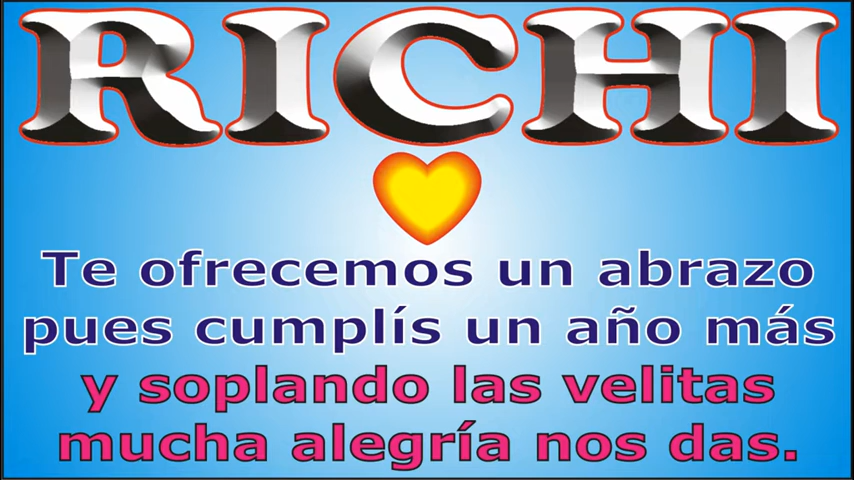 RICHI
Te ofrecemos un abrazo
pues cumplís un año más
y soplando las velitas
mucha alegría nos das.